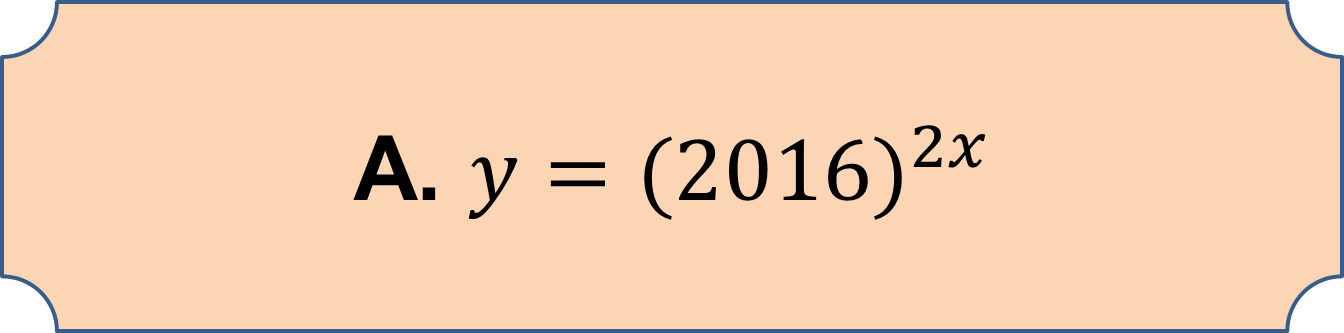 A. y = (2016)^{2x}